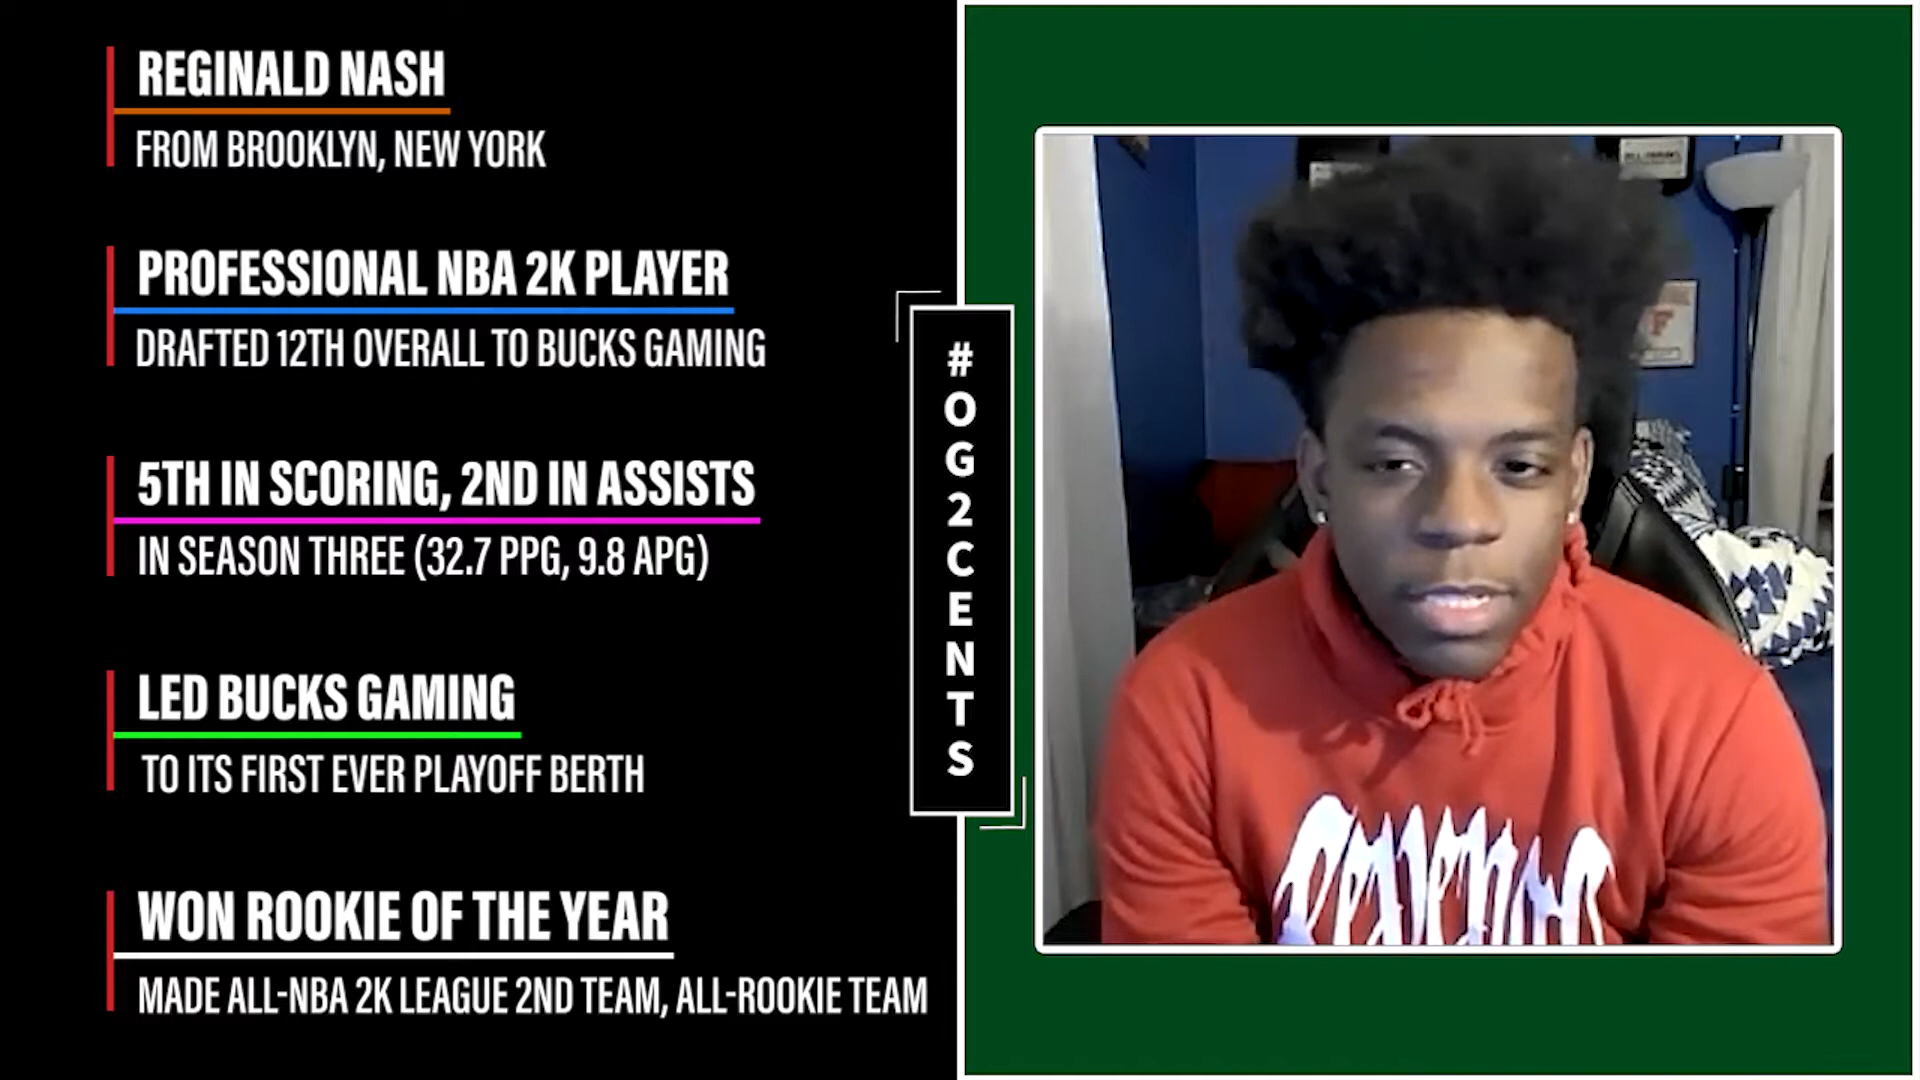 REGINALD NASH
FROM BROOKLYN, NEW YORK
PROFESSIONAL NBA 2K PLAYER
DRAFTED 12TH OVERALL TO BUCKS GAMING
5TH IN SCORING, 2ND IN ASSISTS
IN SEASON THREE (32.7 PPG, 9.8 APG)
LED BUCKS GAMING
TO ITS FIRST EVER PLAYOFF BERTH
WON ROOKIE OF THE YEAR
MADE ALL-NBA 2K LEAGUE 2ND TEAM, ALL-ROOKIE TEAM
#OG2CENTS
REVENGE